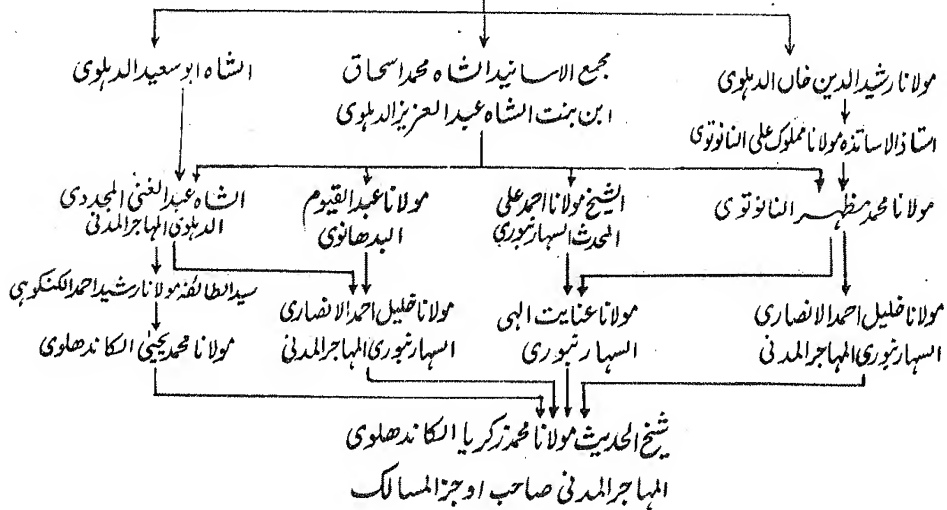 مولانا رشید الدین خاں الدہلوی
استاذ الاساتذہ مولانا مملوک علی النانوتوی
مجمع الاسانید الشاہ محمد اسحاق
ابن بنت الشاہ عبد العزیز الدہلوی
الشاہ ابو سعید الدہلوی
مولانا محمد مظہر النانوتوی
الشیخ مولانا احمد علی
المحدث السہارنپوری
مولانا عبد القیوم
البدھانوی
الشاہ عبد الغنی المجددی
الدہلوی المہاجر المدنی
سید الطائفہ مولانا رشید احمد الکنکوہی
مولانا خلیل احمد الانصاری
السہارنپوری المہاجر المدنی
مولانا عنایت الہی
السہارنپوری
مولانا خلیل احمد الانصاری
السہارنپوری المہاجر المدنی
مولانا محمد یحییٰ الکاندھلوی
شیخ الحدیث مولانا محمد زکریا الکاندھلوی
المہاجر المدنی صاحب اوجز المسالک